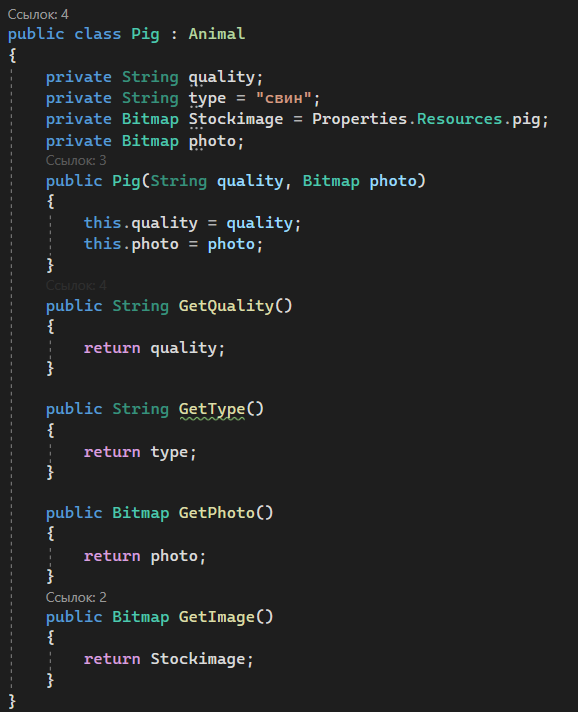 Ссылок: 4
public class Pig : Animal
{
    private String quality;
    private String type = "свин";
    private Bitmap Stockimage = Properties.Resources.pig;
    private Bitmap photo;
    Ссылок: 3
    public Pig(String quality, Bitmap photo)
    {
        this.quality = quality;
        this.photo = photo;
    }
    Ссылок: 4
    public String GetQuality()
    {
        return quality;
    }
    public String GetType()
    {
        return type;
    }
    public Bitmap GetPhoto()
    {
        return photo;
    }
    Ссылок: 2
    public Bitmap GetImage()
    {
        return Stockimage;
    }
}